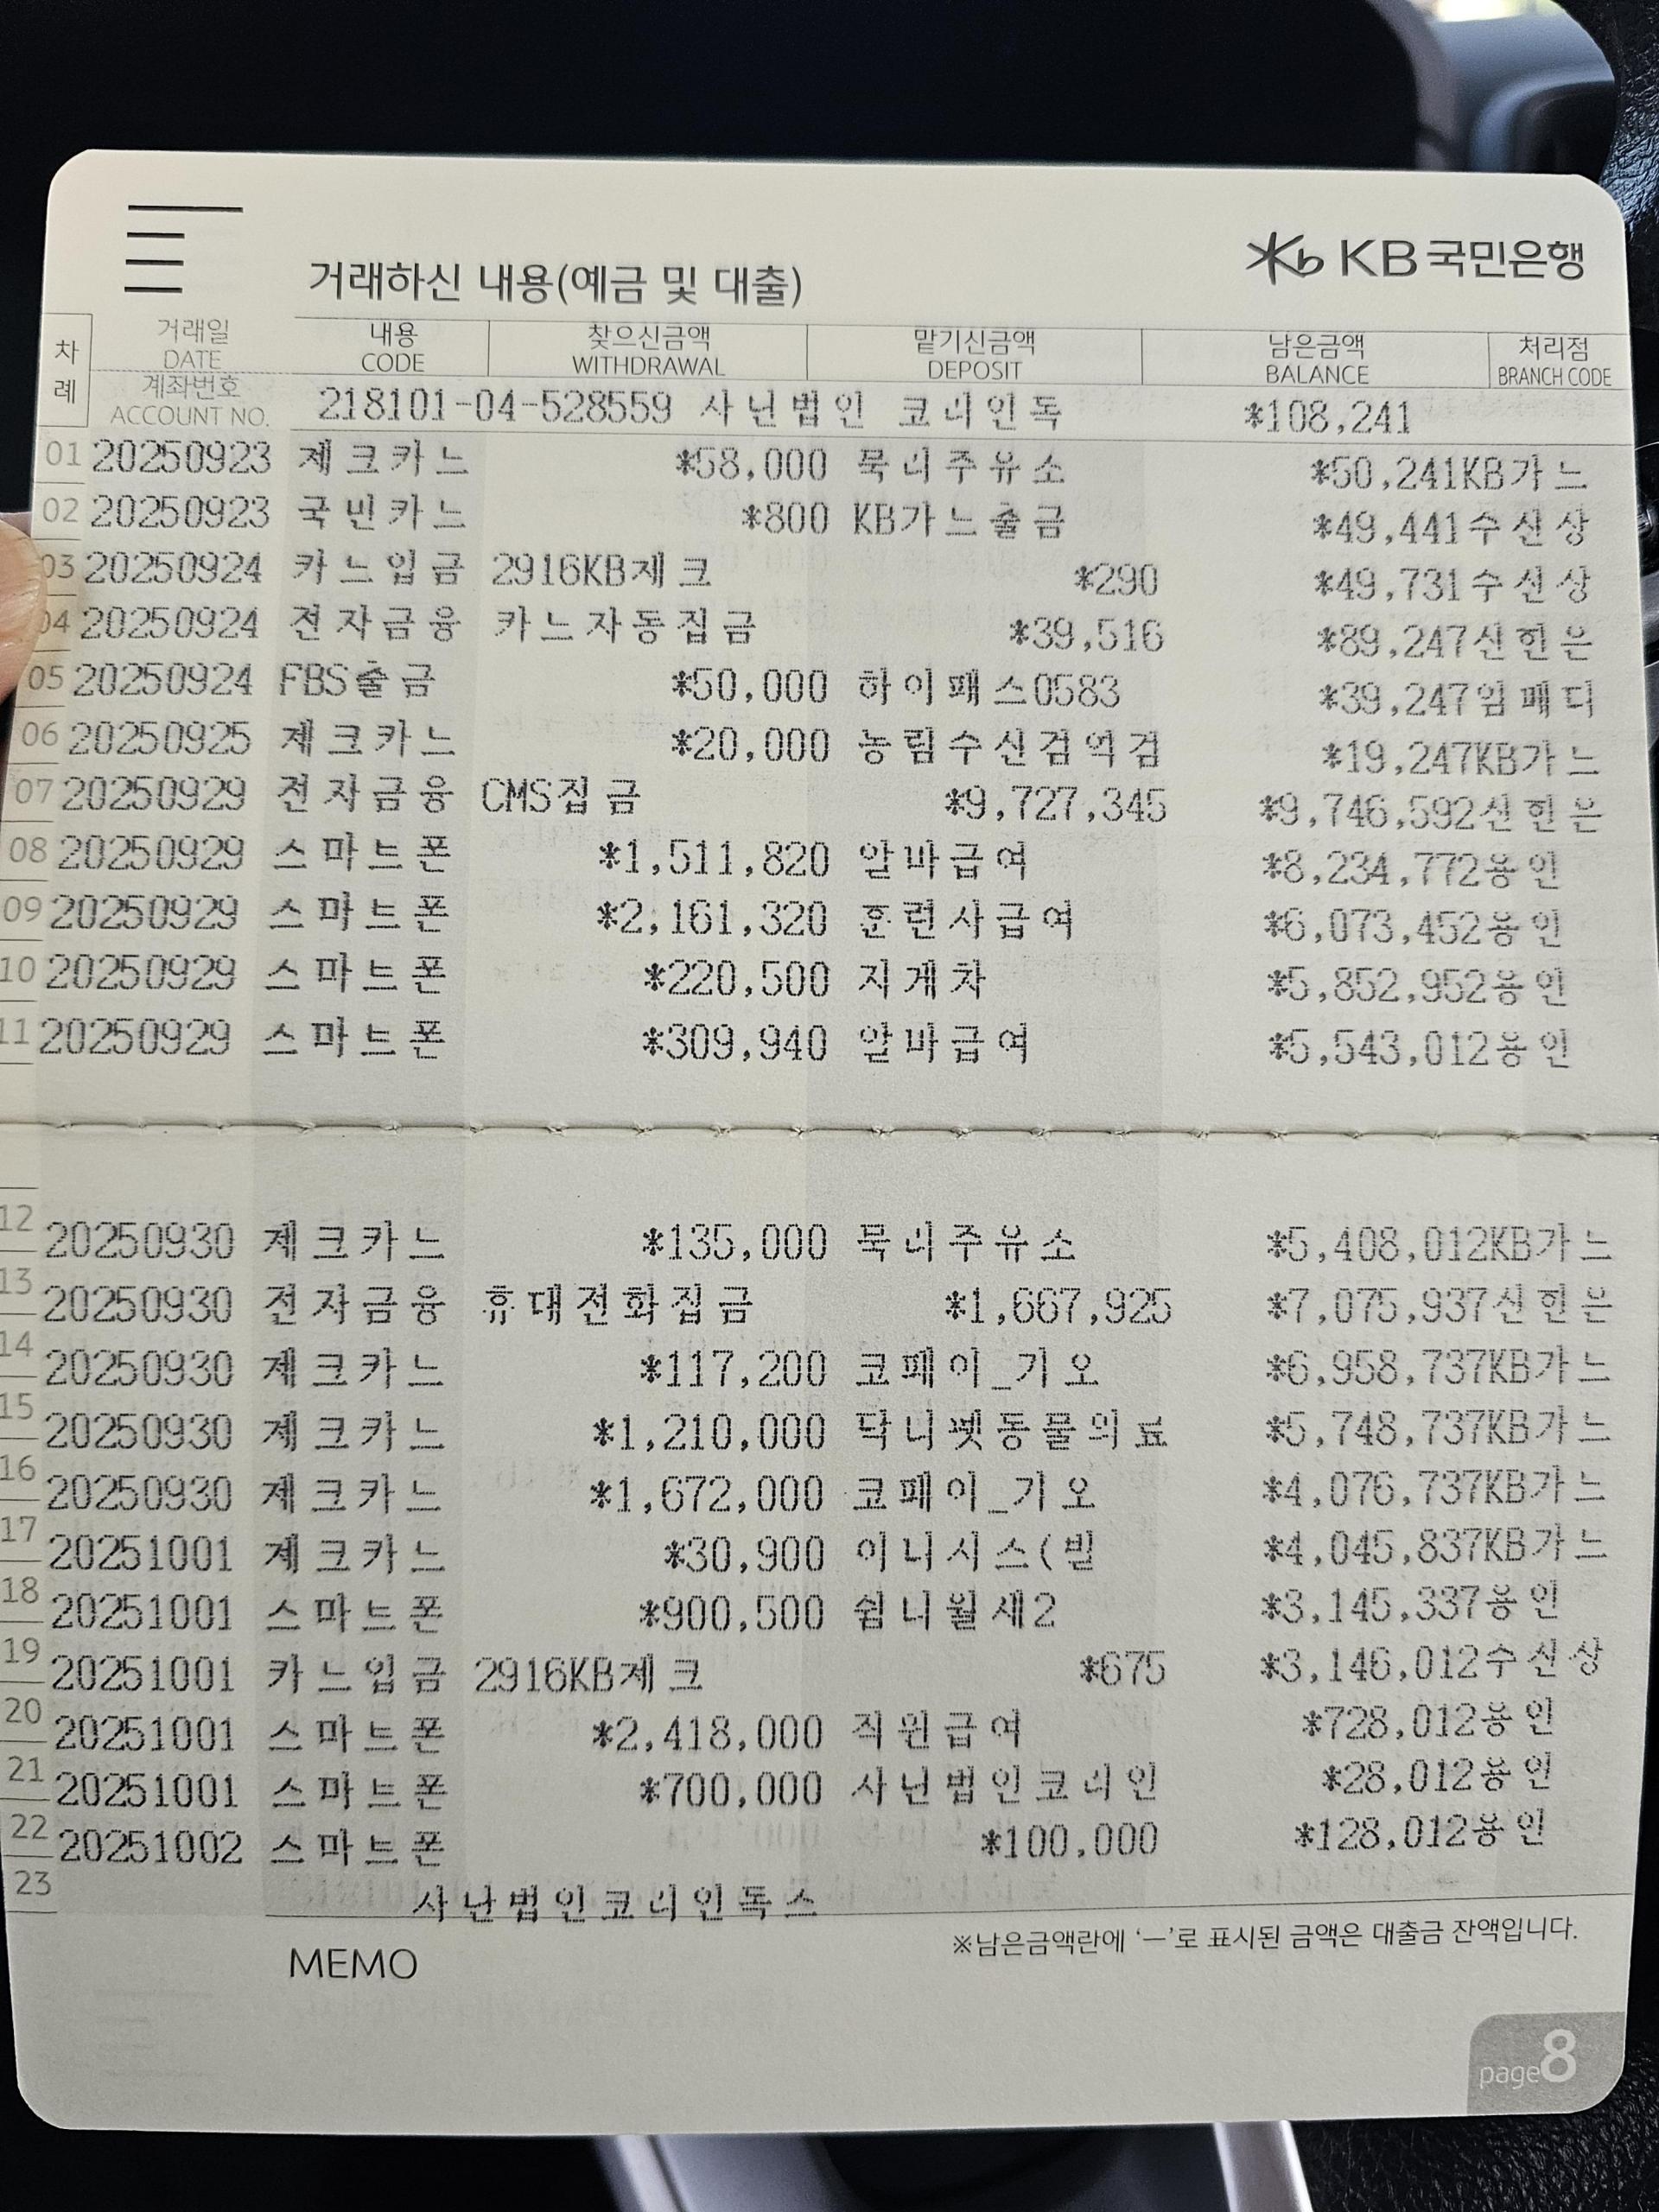 거래하신 내용(예금 및 대출) KB 국민은행
차례 거래일 DATE 내용 CODE 찾으신금액 WITHDRAWAL 맡기신금액 DEPOSIT 남은금액 BALANCE 처리점 BRANCH CODE
계좌번호 ACCOUNT NO. 218101-04-528559 사단법인 코리인독 *108,241
01 20250923 체크카드 *58,000 묵리주유소 *50,241KB카드
02 20250923 국민카드 *800 KB카드출금 *49,441수신상
03 20250924 카드입금 2916KB체크 *290 *49,731수신상
04 20250924 전자금융 카드자동집금 *39,516 *89,247신한은
05 20250924 FBS출금 *50,000 하이패스0583 *39,247임페디
06 20250925 체크카드 *20,000 농림수신검역검 *19,247KB카드
07 20250929 전자금융 CMS집금 *9,727,345 *9,746,592신한은
08 20250929 스마트폰 *1,511,820 알바급여 *8,234,772용인
09 20250929 스마트폰 *2,161,320 훈련사급여 *6,073,452용인
10 20250929 스마트폰 *220,500 지게차 *5,852,952용인
11 20250929 스마트폰 *309,940 알바급여 *5,543,012용인
12 20250930 체크카드 *135,000 묵리주유소 *5,408,012KB카드
13 20250930 전자금융 휴대전화집금 *1,667,925 *7,075,937신한은
14 20250930 체크카드 *117,200 코페이_기오 *6,958,737KB카드
15 20250930 체크카드 *1,210,000 닥터펫동물의료 *5,748,737KB카드
16 20250930 체크카드 *1,672,000 코페이_기오 *4,076,737KB카드
17 20251001 체크카드 *30,900 이니시스(빌 *4,045,837KB카드
18 20251001 스마트폰 *900,500 쉼터월세2 *3,145,337용인
19 20251001 카드입금 2916KB체크 *675 *3,146,012수신상
20 20251001 스마트폰 *2,418,000 직원급여 *728,012용인
21 20251001 스마트폰 *700,000 사단법인코리인 *28,012용인
22 20251002 스마트폰 *100,000 *128,012용인
23 사단법인코리인독스
※남은금액란에 '—'로 표시된 금액은 대출금 잔액입니다.
MEMO
page8